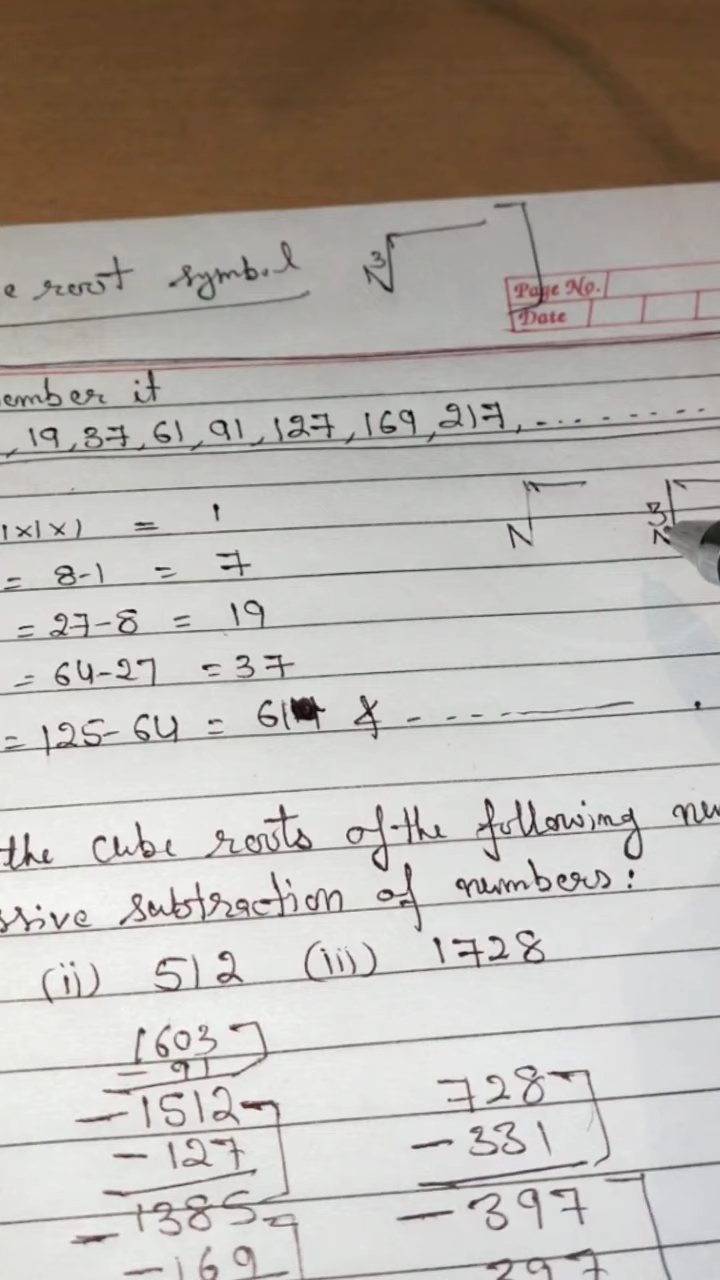 e root symbol 3√ ]
Page No.
Date
ember it
, 19, 37, 61, 91, 127, 169, 217, ..........
1×1×1 = 1
= 8-1 = 7
= 27-8 = 19
= 64-27 = 37
= 125-64 = 61 & ------
the cube roots of the following nu
ssive subtraction of numbers:
(ii) 512 (iii) 1728
1603
- 91
- 1512
- 127
- 1385
- 169
728
- 331
- 397